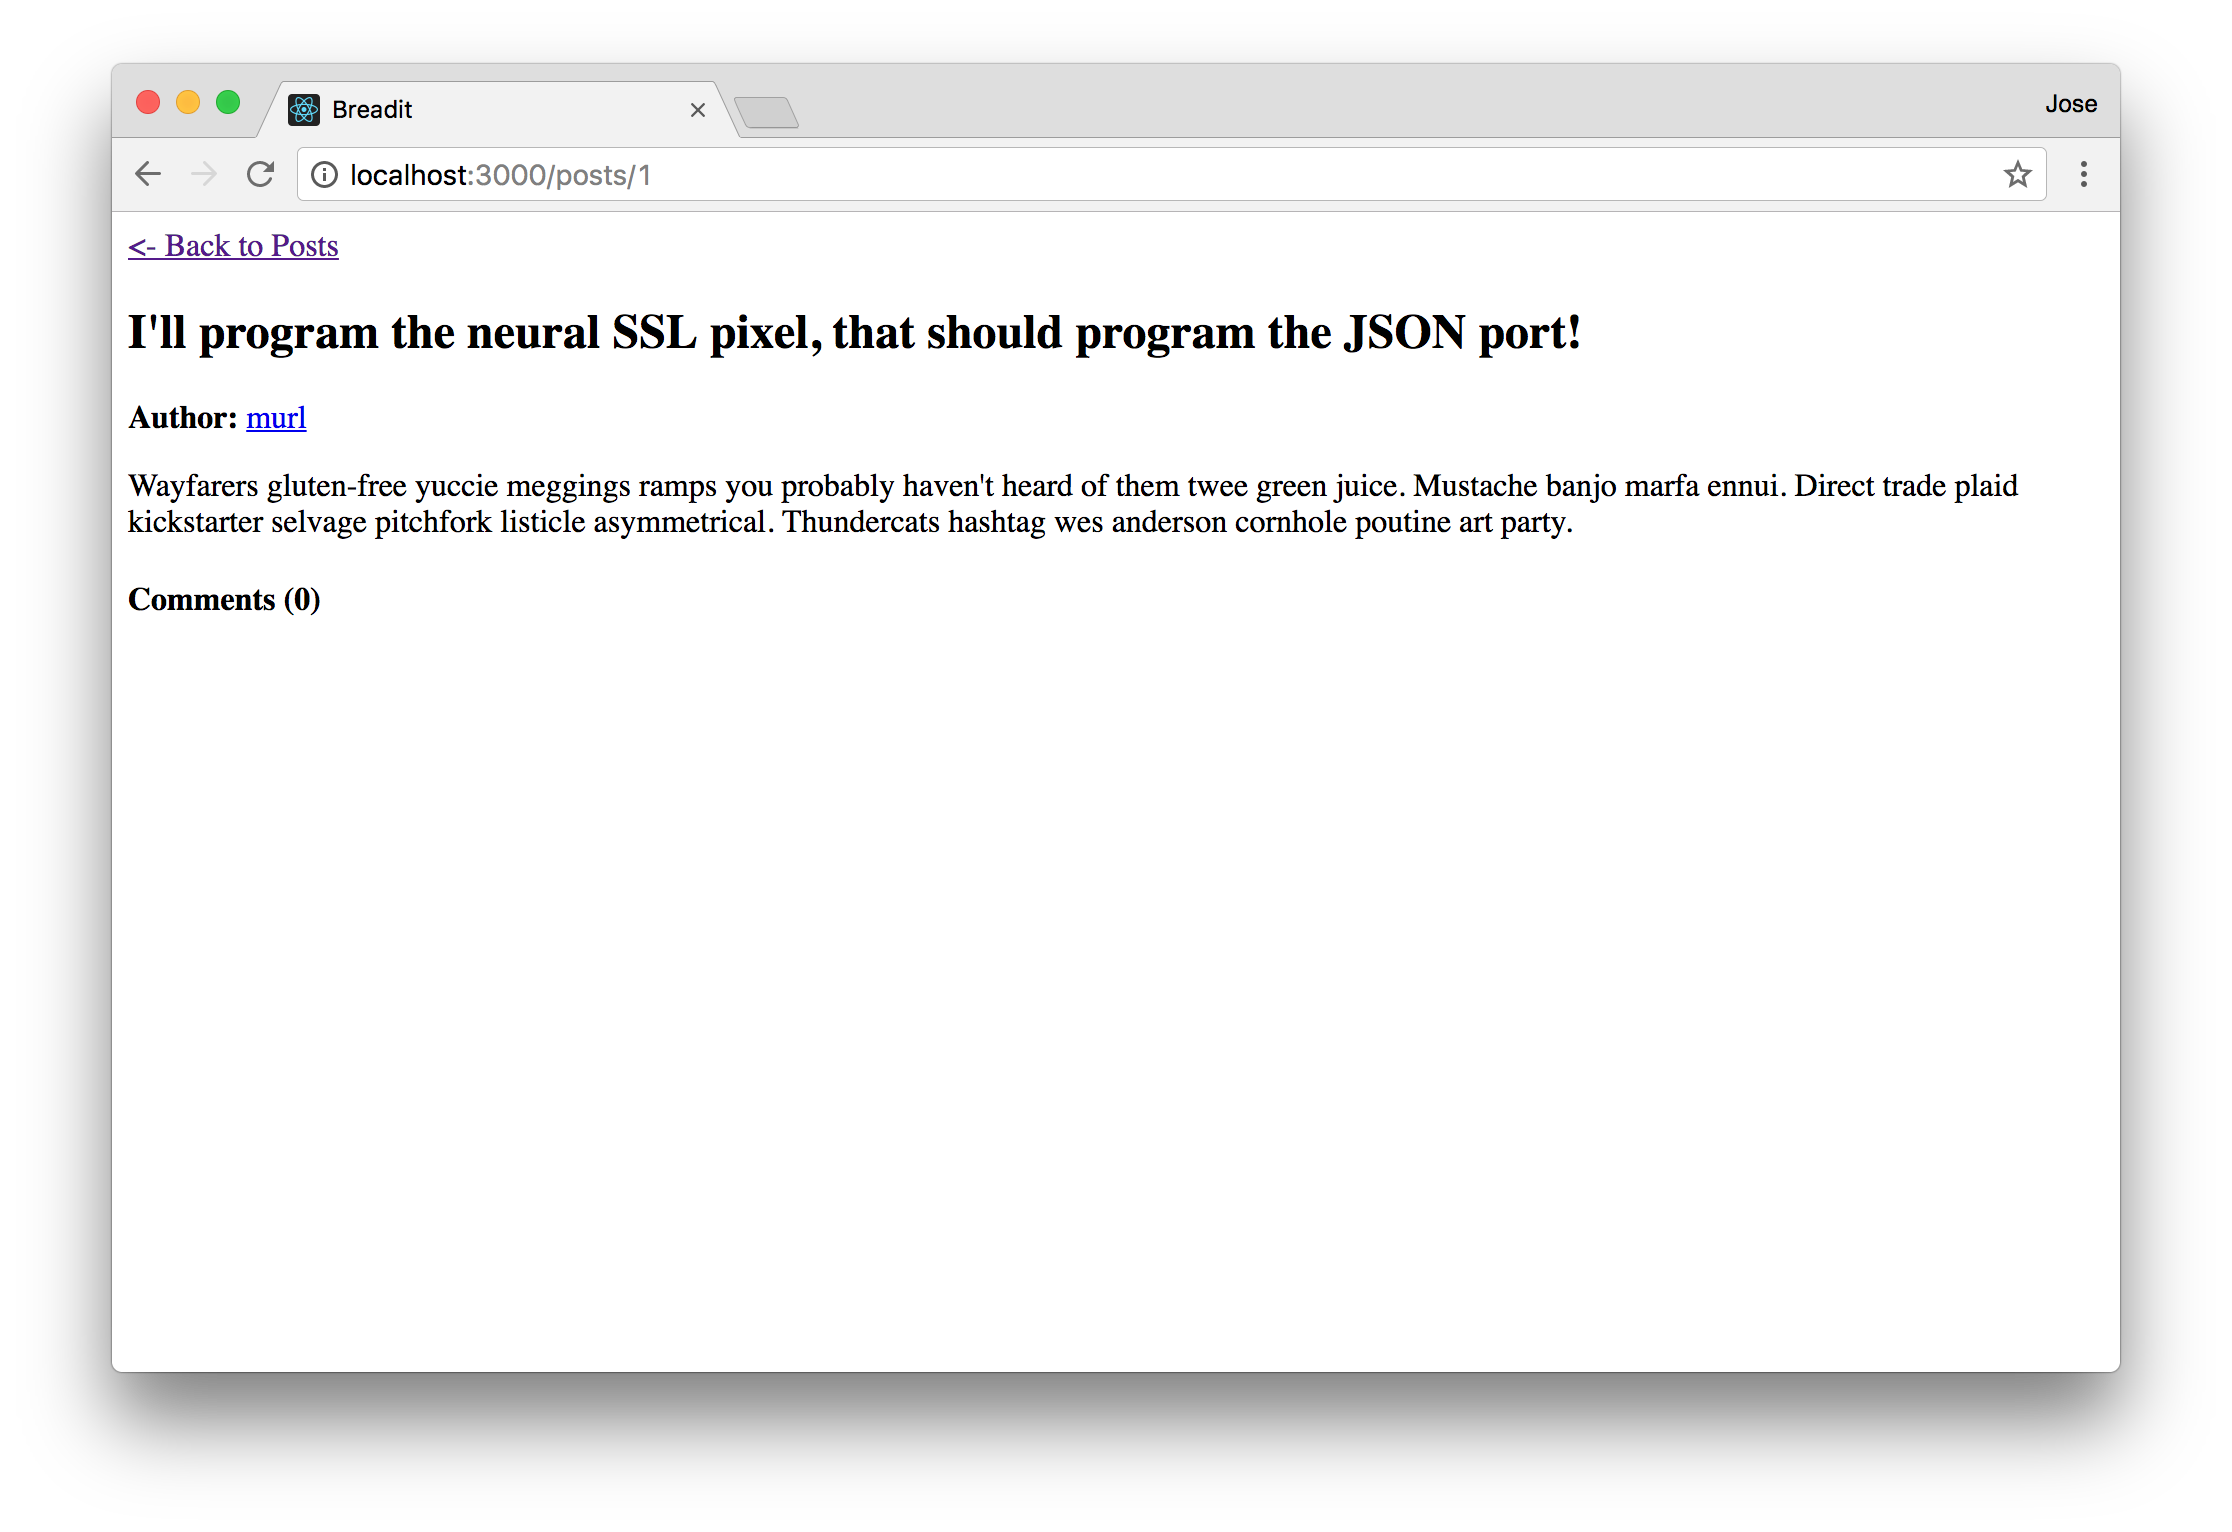 Breadit
Jose
localhost:3000/posts/1
<- Back to Posts
I'll program the neural SSL pixel, that should program the JSON port!
Author: murl
Wayfarers gluten-free yuccie meggings ramps you probably haven't heard of them twee green juice. Mustache banjo marfa ennui. Direct trade plaid
kickstarter selvage pitchfork listicle asymmetrical. Thundercats hashtag wes anderson cornhole poutine art party.
Comments (0)